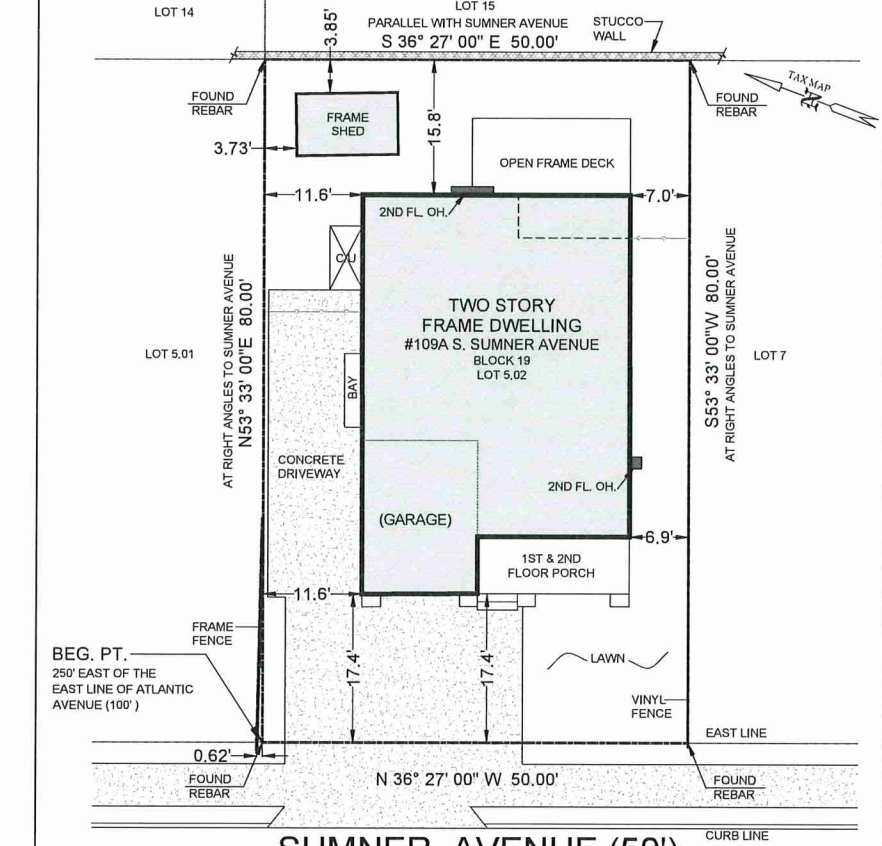 LOT 14
LOT 15
PARALLEL WITH SUMNER AVENUE
S 36° 27' 00" E 50.00'
STUCCO
WALL
3.85'
FOUND
REBAR
FOUND
REBAR
TAX MAP
N
FRAME
SHED
15.8'
3.73'
OPEN FRAME DECK
11.6'
7.0'
2ND FL. OH.
C/U
AT RIGHT ANGLES TO SUMNER AVENUE
N53° 33' 00"E 80.00'
S53° 33' 00"W 80.00'
AT RIGHT ANGLES TO SUMNER AVENUE
TWO STORY
FRAME DWELLING
#109A S. SUMNER AVENUE
BLOCK 19
LOT 5.02
LOT 5.01
LOT 7
BAY
CONCRETE
DRIVEWAY
2ND FL. OH.
(GARAGE)
6.9'
1ST & 2ND
FLOOR PORCH
11.6'
FRAME
FENCE
17.4'
17.4'
LAWN
BEG. PT.
250' EAST OF THE
EAST LINE OF ATLANTIC
AVENUE (100' )
VINYL
FENCE
EAST LINE
0.62'
FOUND
REBAR
N 36° 27' 00" W 50.00'
FOUND
REBAR
SUMNER AVENUE (50')
CURB LINE